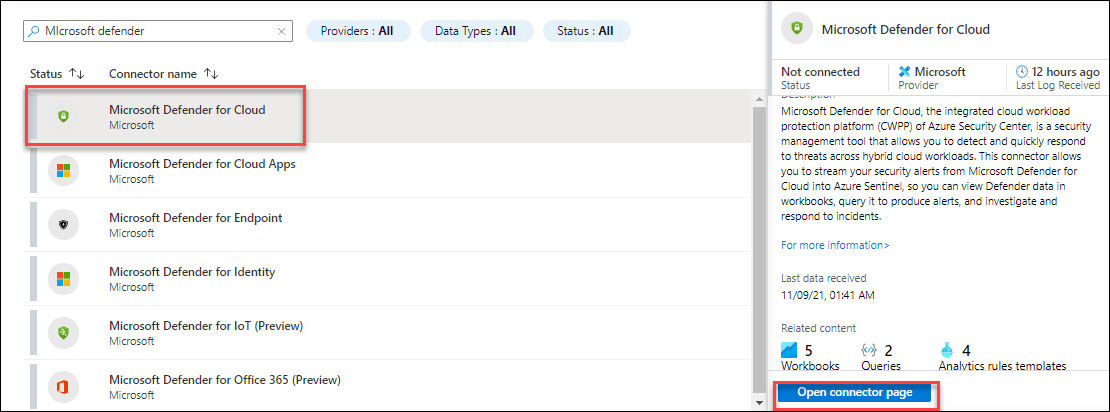 MIcrosoft defender
Providers : All
Data Types : All
Status : All
Status
Connector name
Microsoft Defender for Cloud
Microsoft
Microsoft Defender for Cloud Apps
Microsoft
Microsoft Defender for Endpoint
Microsoft
Microsoft Defender for Identity
Microsoft
Microsoft Defender for IoT (Preview)
Microsoft
Microsoft Defender for Office 365 (Preview)
Microsoft
Microsoft Defender for Cloud
Not connected
Status
Microsoft
Provider
12 hours ago
Last Log Received
Description
Microsoft Defender for Cloud, the integrated cloud workload
protection platform (CWPP) of Azure Security Center, is a security
management tool that allows you to detect and quickly respond
to threats across hybrid cloud workloads. This connector allows
you to stream your security alerts from Microsoft Defender for
Cloud into Azure Sentinel, so you can view Defender data in
workbooks, query it to produce alerts, and investigate and
respond to incidents.
For more information>
Last data received
11/09/21, 01:41 AM
Related content
5
Workbooks
2
Queries
4
Analytics rules templates
Open connector page